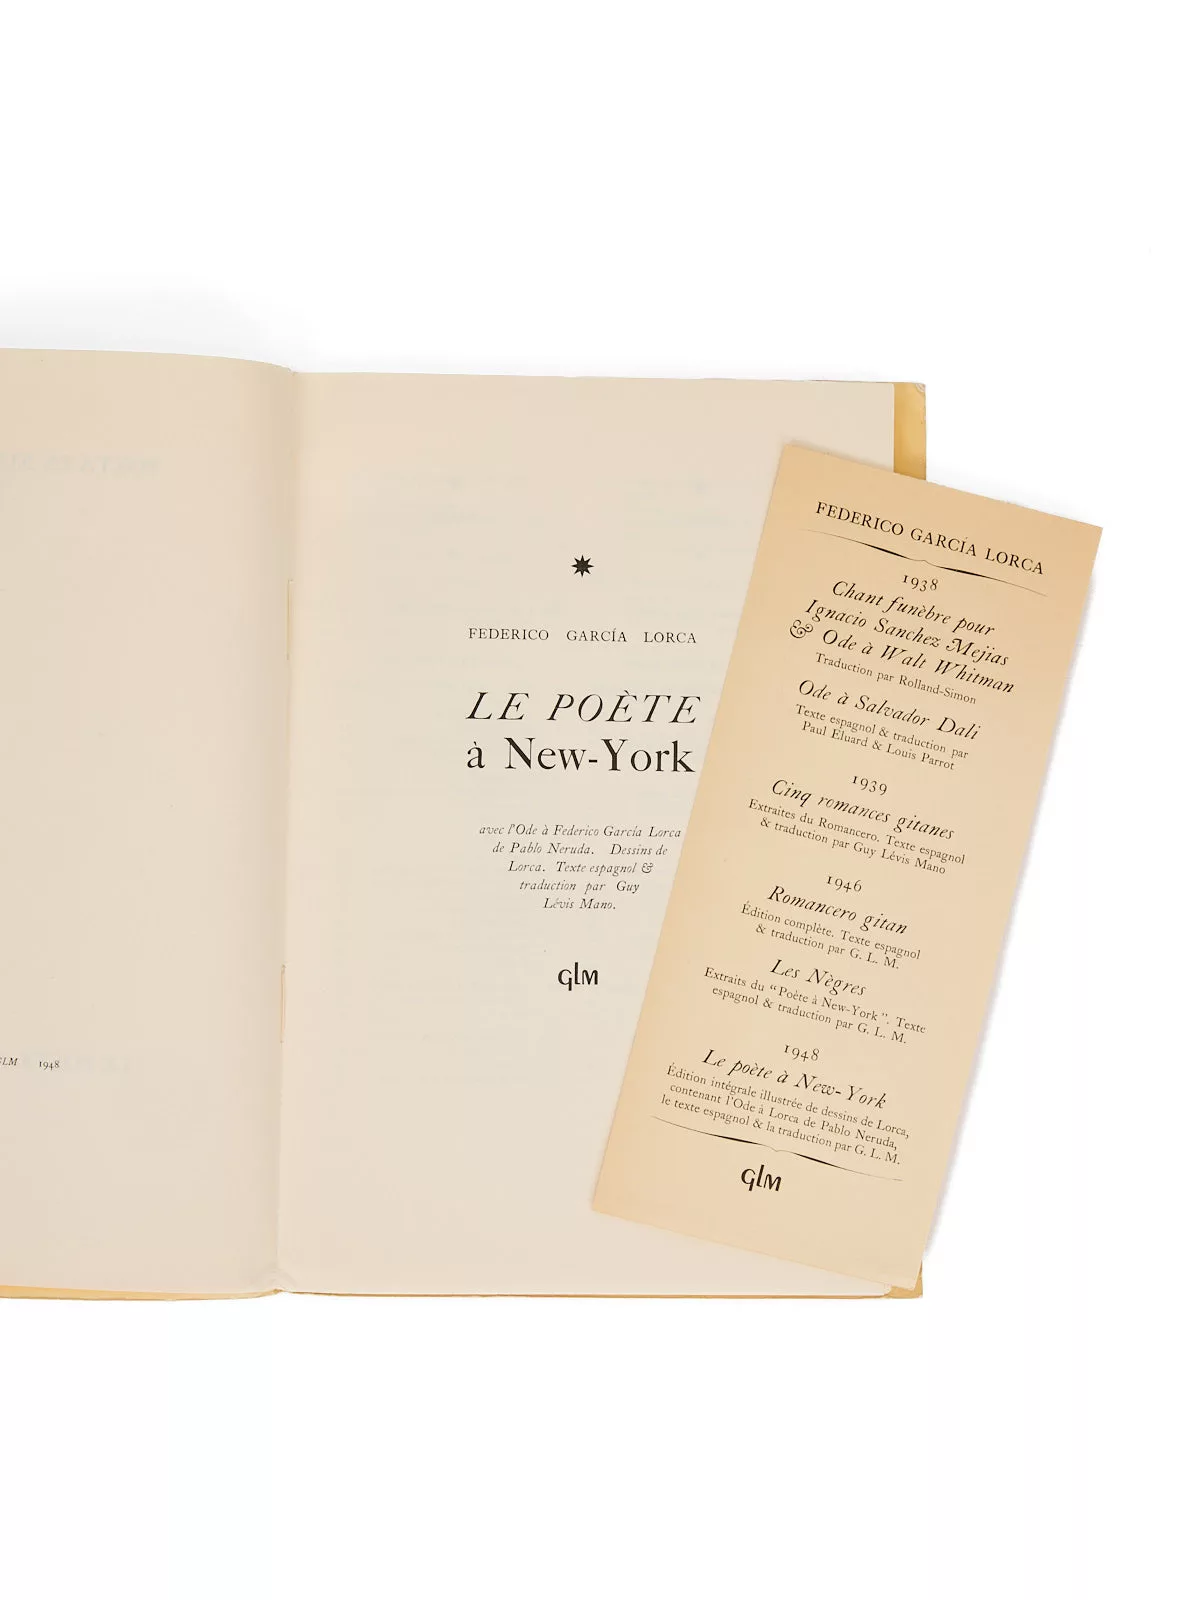 GLM 1948
✷
FEDERICO GARCÍA LORCA
LE POÈTE
à New-York
avec l'Ode à Federico García Lorca
de Pablo Neruda. Dessins de
Lorca. Texte espagnol &
traduction par Guy
Lévis Mano.
GLM
FEDERICO GARCÍA LORCA
1938
Chant funèbre pour
Ignacio Sanchez Mejias
& Ode à Walt Whitman
Traduction par Rolland-Simon
Ode à Salvador Dali
Texte espagnol & traduction par
Paul Eluard & Louis Parrot
1939
Cinq romances gitanes
Extraites du Romancero. Texte espagnol
& traduction par Guy Lévis Mano
1946
Romancero gitan
Édition complète. Texte espagnol
& traduction par G. L. M.
Les Nègres
Extraits du "Poète à New-York". Texte
espagnol & traduction par G. L. M.
1948
Le poète à New-York
Édition intégrale illustrée de dessins de Lorca,
contenant l'Ode à Lorca de Pablo Neruda,
le texte espagnol & la traduction par G. L. M.
GLM